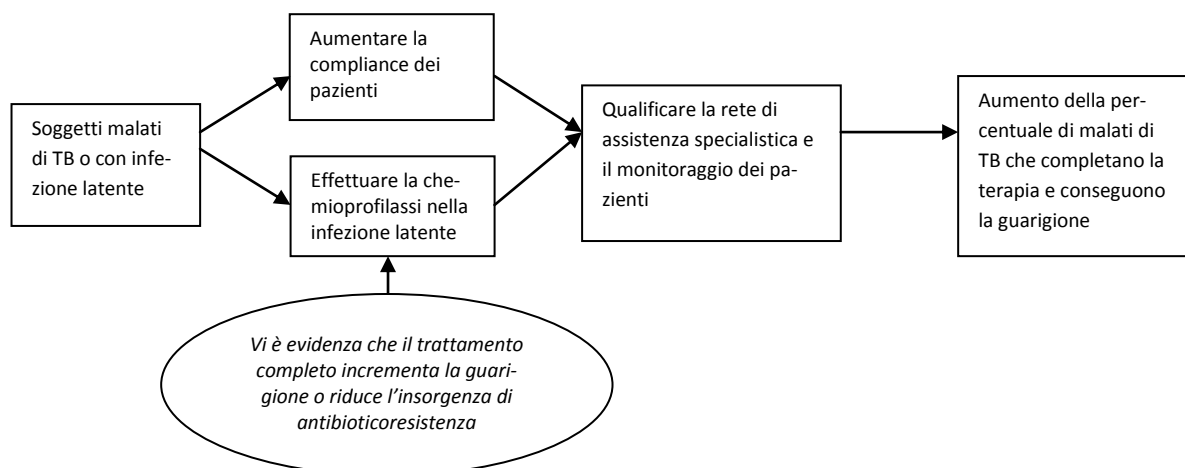 Soggetti malati
di TB o con infe-
zione latente
Aumentare la
compliance dei
pazienti
Effettuare la che-
mioprofilassi nella
infezione latente
Vi è evidenza che il trattamento
completo incrementa la guari-
gione o riduce l’insorgenza di
antibioticoresistenza
Qualificare la rete di
assistenza specialistica e
il monitoraggio dei pa-
zienti
Aumento della per-
centuale di malati di
TB che completano la
terapia e conseguono
la guarigione